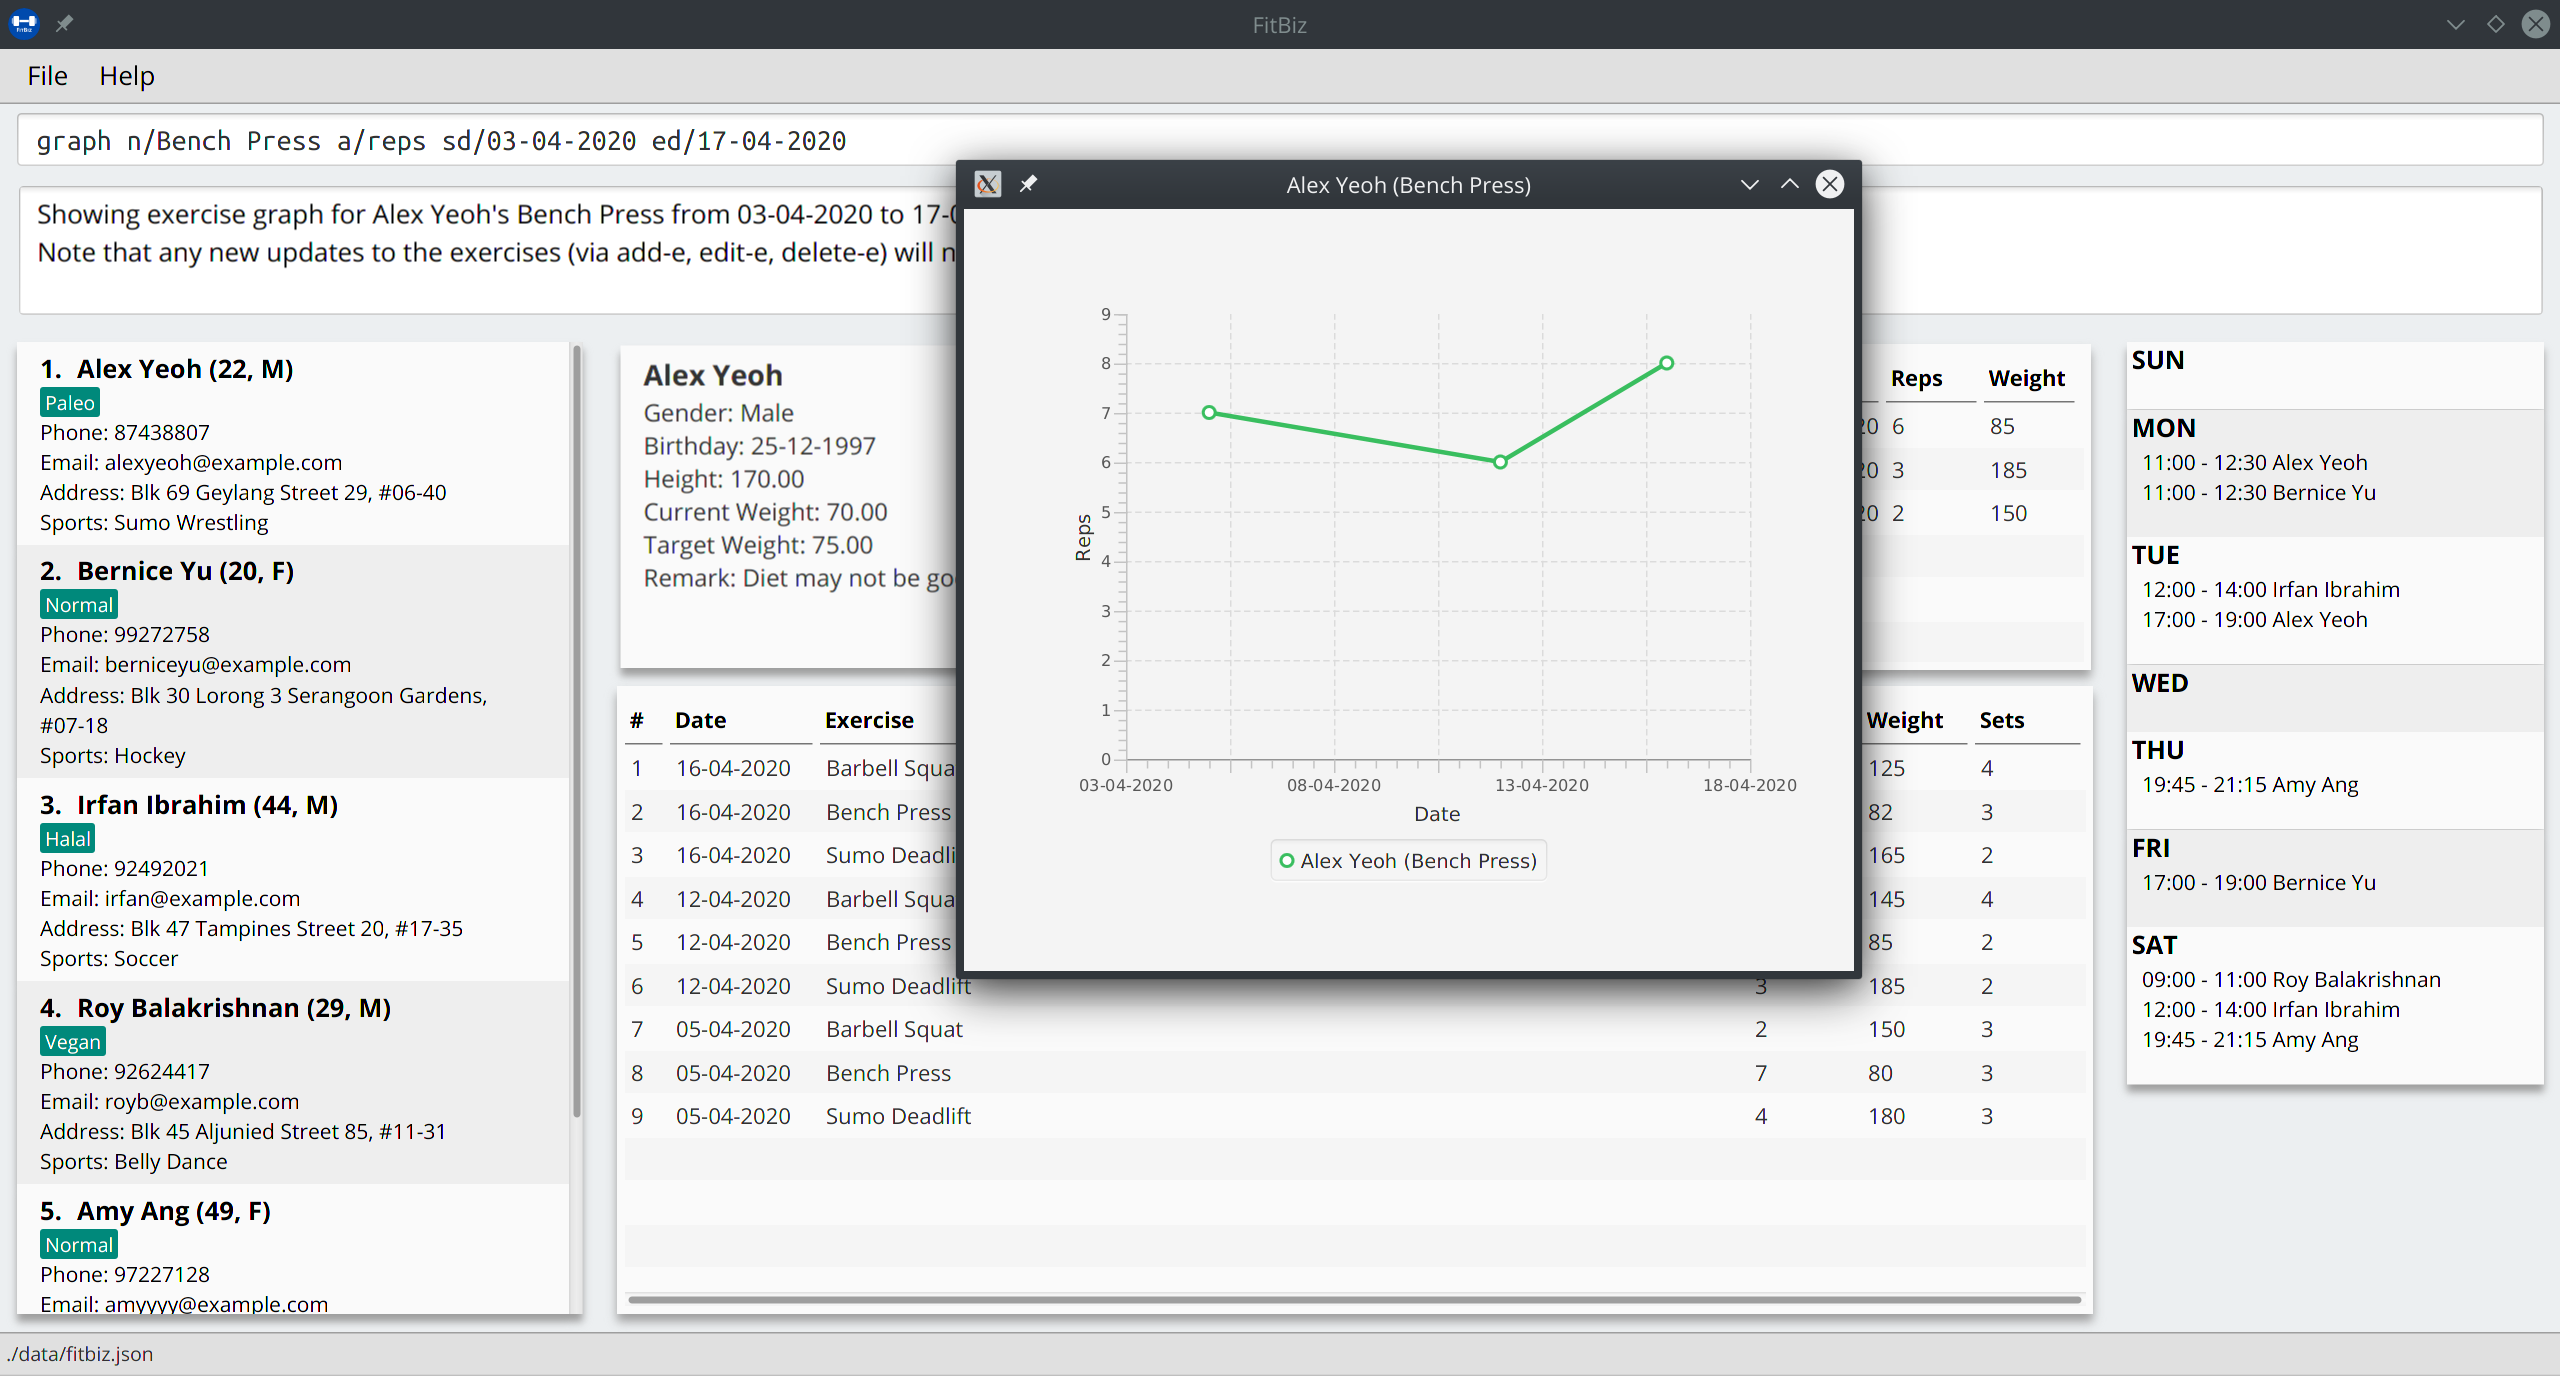 FitBiz
File Help
graph n/Bench Press a/reps sd/03-04-2020 ed/17-04-2020
Showing exercise graph for Alex Yeoh's Bench Press from 03-04-2020 to
Note that any new updates to the exercises (via add-e, edit-e, delete-e) will
1. Alex Yeoh (22, M)
Paleo
Phone: 87438807
Email: alexyeoh@example.com
Address: Blk 69 Geylang Street 29, #06-40
Sports: Sumo Wrestling
2. Bernice Yu (20, F)
Normal
Phone: 99272758
Email: berniceyu@example.com
Address: Blk 30 Lorong 3 Serangoon Gardens,
#07-18
Sports: Hockey
3. Irfan Ibrahim (44, M)
Halal
Phone: 92492021
Email: irfan@example.com
Address: Blk 47 Tampines Street 20, #17-35
Sports: Soccer
4. Roy Balakrishnan (29, M)
Vegan
Phone: 92624417
Email: royb@example.com
Address: Blk 45 Aljunied Street 85, #11-31
Sports: Belly Dance
5. Amy Ang (49, F)
Normal
Phone: 97227128
Email: amyyyy@example.com
Alex Yeoh
Gender: Male
Birthday: 25-12-1997
Height: 170.00
Current Weight: 70.00
Target Weight: 75.00
Remark: Diet may not be
Reps Weight
6 85
3 185
2 150
# Date Exercise Weight Sets
1 16-04-2020 Barbell 125 4
2 16-04-2020 Bench Press 82 3
3 16-04-2020 Sumo 165 2
4 12-04-2020 Barbell 145 4
5 12-04-2020 Bench Press 85 2
6 12-04-2020 Sumo Deadlift 3 185 2
7 05-04-2020 Barbell Squat 2 150 3
8 05-04-2020 Bench Press 7 80 3
9 05-04-2020 Sumo Deadlift 4 180 3
Alex Yeoh (Bench Press)
9
8
7
6
5
4
3
2
1
0
Reps
03-04-2020 08-04-2020 13-04-2020 18-04-2020
Date
Alex Yeoh (Bench Press)
SUN
MON
11:00 - 12:30 Alex Yeoh
11:00 - 12:30 Bernice Yu
TUE
12:00 - 14:00 Irfan Ibrahim
17:00 - 19:00 Alex Yeoh
WED
THU
19:45 - 21:15 Amy Ang
FRI
17:00 - 19:00 Bernice Yu
SAT
09:00 - 11:00 Roy Balakrishnan
12:00 - 14:00 Irfan Ibrahim
19:45 - 21:15 Amy Ang
./data/fitbiz.json